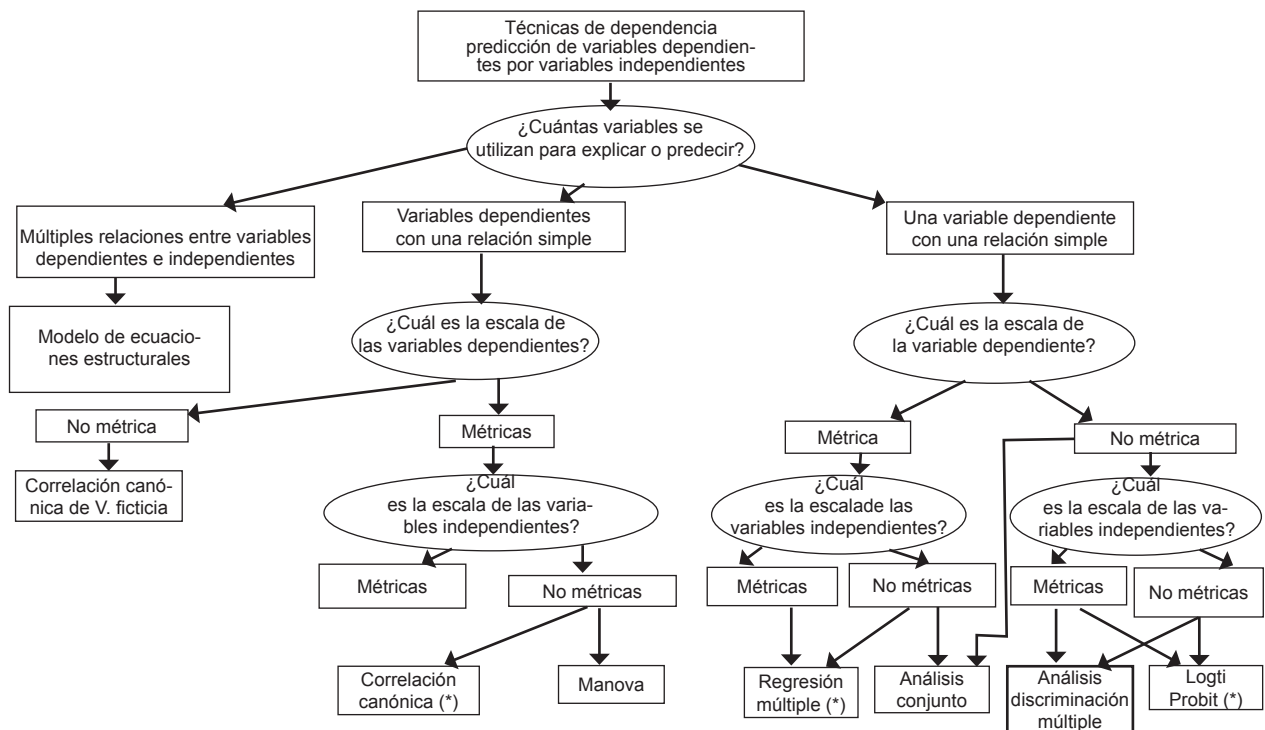 Técnicas de dependencia
predicción de variables dependien-
tes por variables independientes
¿Cuántas variables se
utilizan para explicar o predecir?
Múltiples relaciones entre variables
dependientes e independientes
Variables dependientes
con una relación simple
Una variable dependiente
con una relación simple
Modelo de ecuacio-
nes estructurales
¿Cuál es la escala de
las variables dependientes?
¿Cuál es la escala de
la variable dependiente?
No métrica
Métricas
Métrica
No métrica
Correlación canó-
nica de V. ficticia
¿Cuál
es la escala de las varia-
bles independientes?
¿Cuál
es la escalade las
variables independientes?
¿Cuál
es la escala de las va-
riables independientes?
Métricas
No métricas
Métricas
No métricas
Métricas
No métricas
Correlación
canónica (*)
Manova
Regresión
múltiple (*)
Análisis
conjunto
Análisis
discriminación
múltiple
Logti
Probit (*)